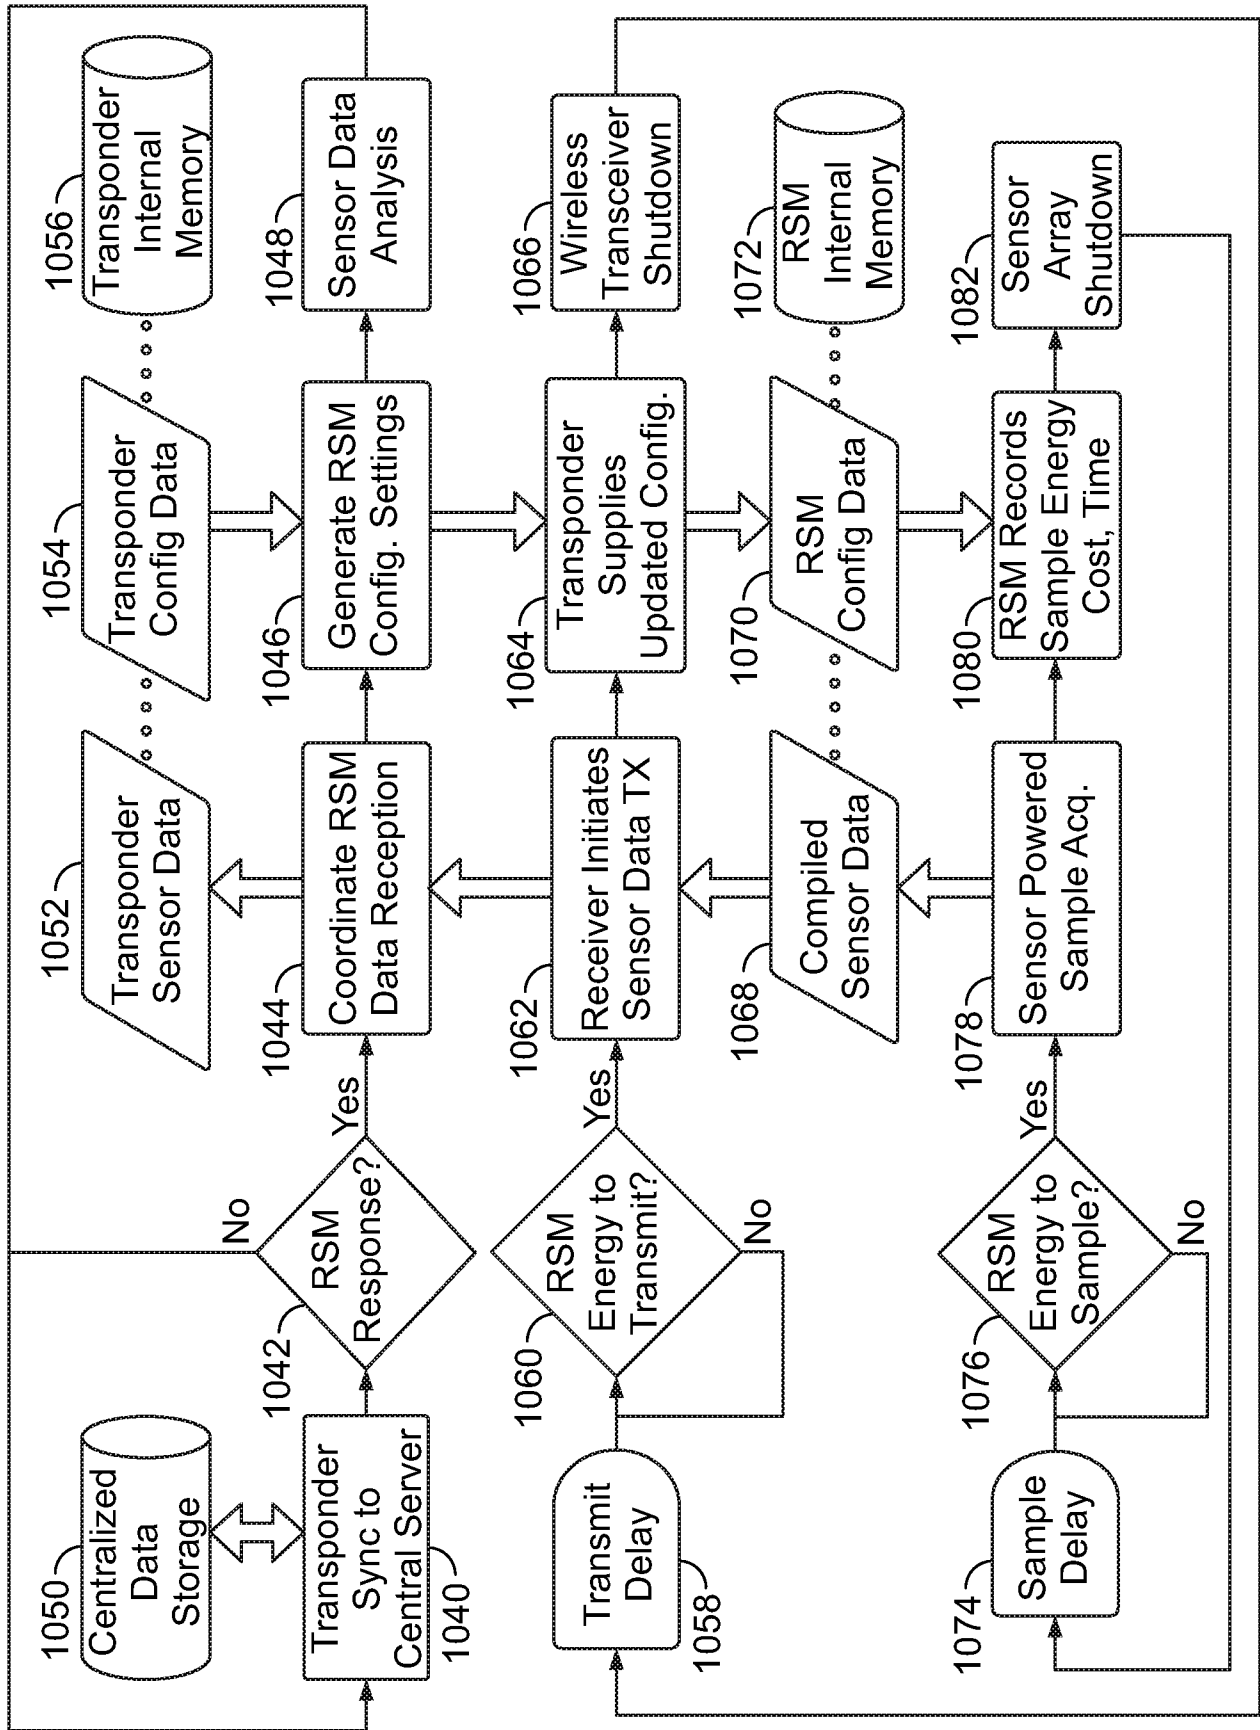 1050
Centralized
Data
Storage
1052
Transponder
Sensor Data
1054
Transponder
Config Data
1056
Transponder
Internal
Memory
Transponder
Sync to
Central Server
1040
1042
RSM
Response?
No
Yes
1044
Coordinate RSM
Data Reception
1046
Generate RSM
Config. Settings
1048
Sensor Data
Analysis
Transmit
Delay
1058
1060
RSM
Energy to
Transmit?
No
Yes
1062
Receiver Initiates
Sensor Data TX
1064
Transponder
Supplies
Updated Config.
1066
Wireless
Transceiver
Shutdown
1068
Compiled
Sensor Data
1070
RSM
Config Data
1072
RSM
Internal
Memory
1074
Sample
Delay
1076
RSM
Energy to
Sample?
No
Yes
1078
Sensor Powered
Sample Acq.
1080
RSM Records
Sample Energy
Cost, Time
1082
Sensor
Array
Shutdown